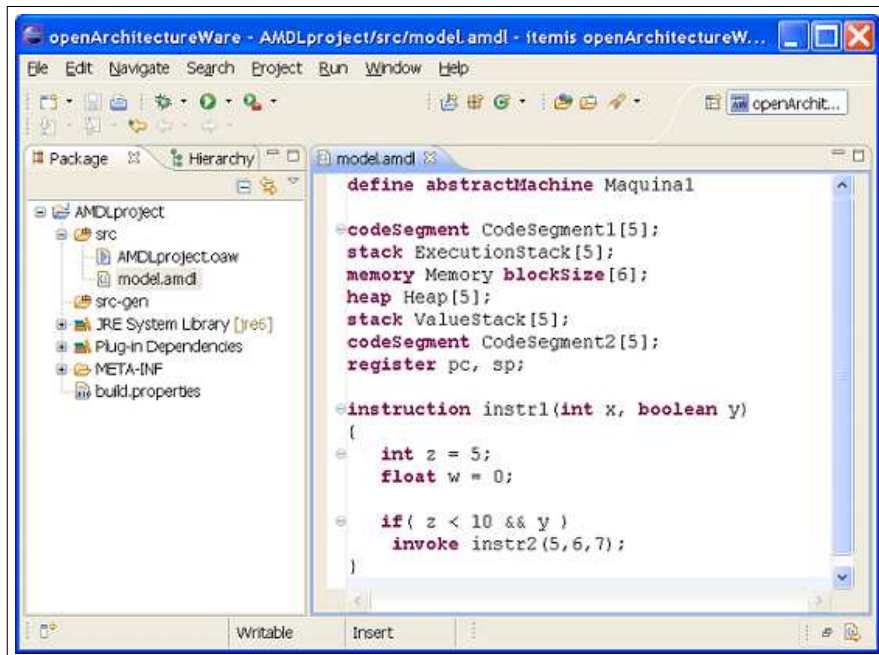 openArchitectureWare - AMDLproject/src/model.amdl - itemis openArchitectureW...
File Edit Navigate Search Project Run Window Help
openArchit...
Package
Hierarchy
AMDLproject
src
AMDLproject.oaw
model.amdl
src-gen
JRE System Library [jre6]
Plug-in Dependencies
META-INF
build.properties
model.amdl
define abstractMachine Maquina1
codeSegment CodeSegment1[5];
stack ExecutionStack[5];
memory Memory blockSize[6];
heap Heap[5];
stack ValueStack[5];
codeSegment CodeSegment2[5];
register pc, sp;
instruction instr1(int x, boolean y)
{
int z = 5;
float w = 0;
if( z < 10 && y )
invoke instr2(5,6,7);
}
Writable
Insert